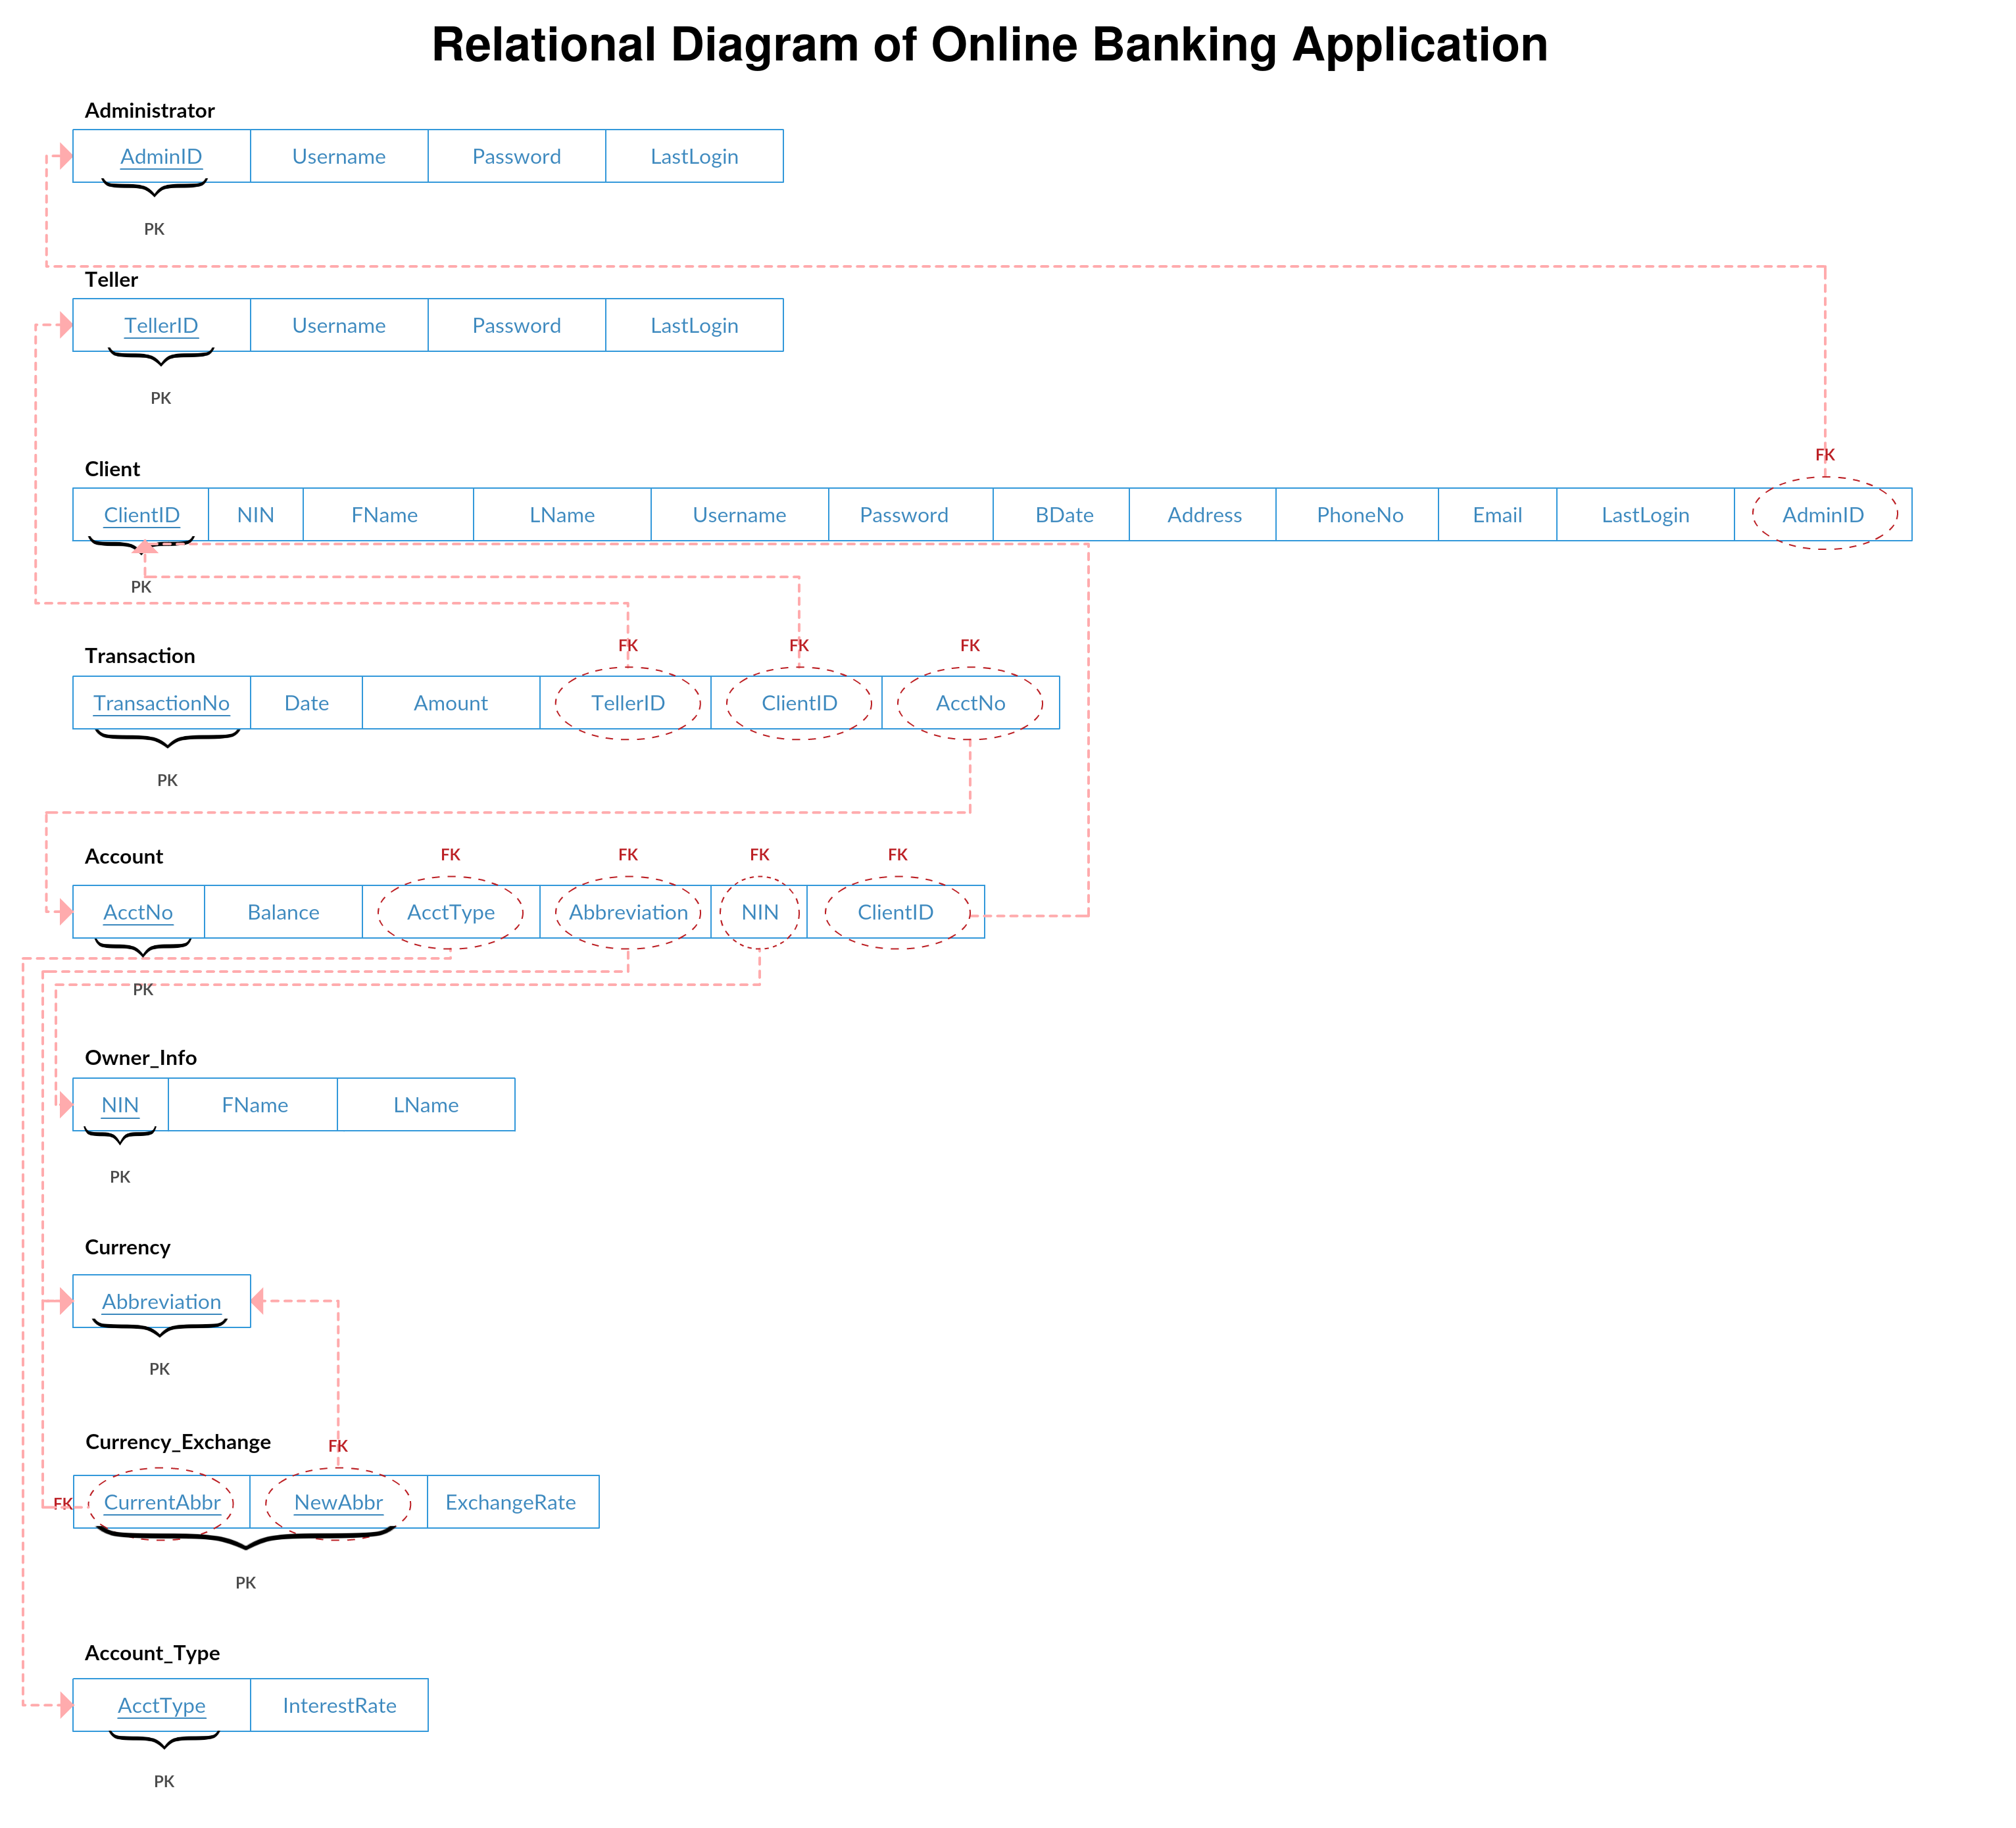 Relational Diagram of Online Banking Application
Administrator
AdminID Username Password LastLogin
PK
Teller
TellerID Username Password LastLogin
PK
FK
Client
ClientID NIN FName LName Username Password BDate Address PhoneNo Email LastLogin AdminID
PK
FK FK FK
Transaction
TransactionNo Date Amount TellerID ClientID AcctNo
PK
FK FK FK FK
Account
AcctNo Balance AcctType Abbreviation NIN ClientID
PK
Owner_Info
NIN FName LName
PK
Currency
Abbreviation
PK
Currency_Exchange
FK
FK CurrentAbbr NewAbbr ExchangeRate
PK
Account_Type
AcctType InterestRate
PK